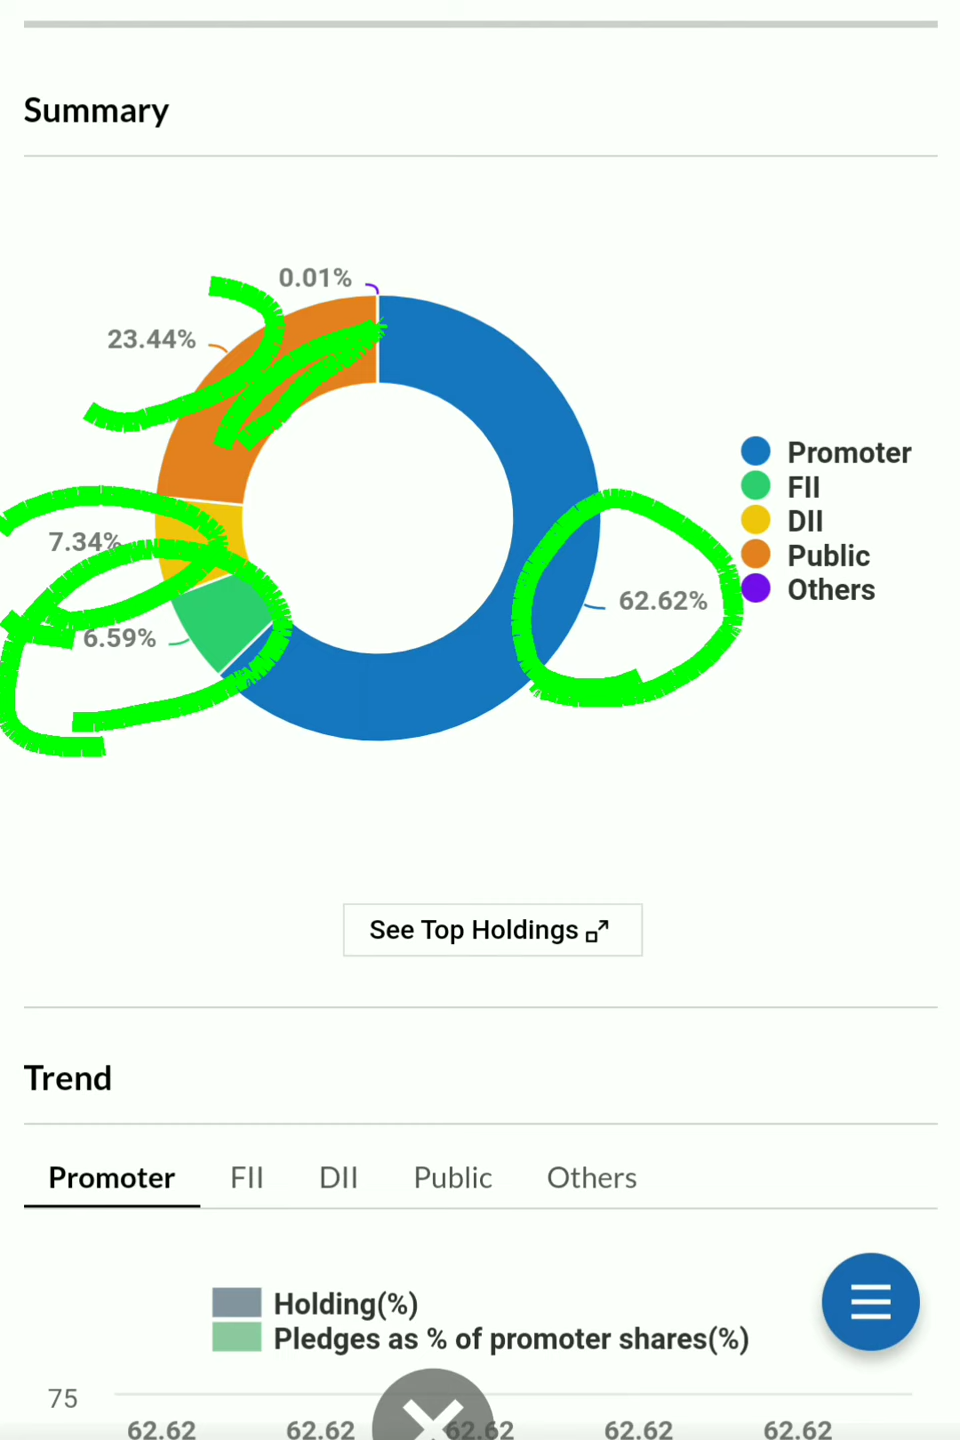 Summary
0.01%
23.44%
7.34%
6.59%
62.62%
Promoter
FII
DII
Public
Others
See Top Holdings
Trend
Promoter FII DII Public Others
Holding(%)
Pledges as % of promoter shares(%)
75
62.62 62.62 62.62 62.62 62.62